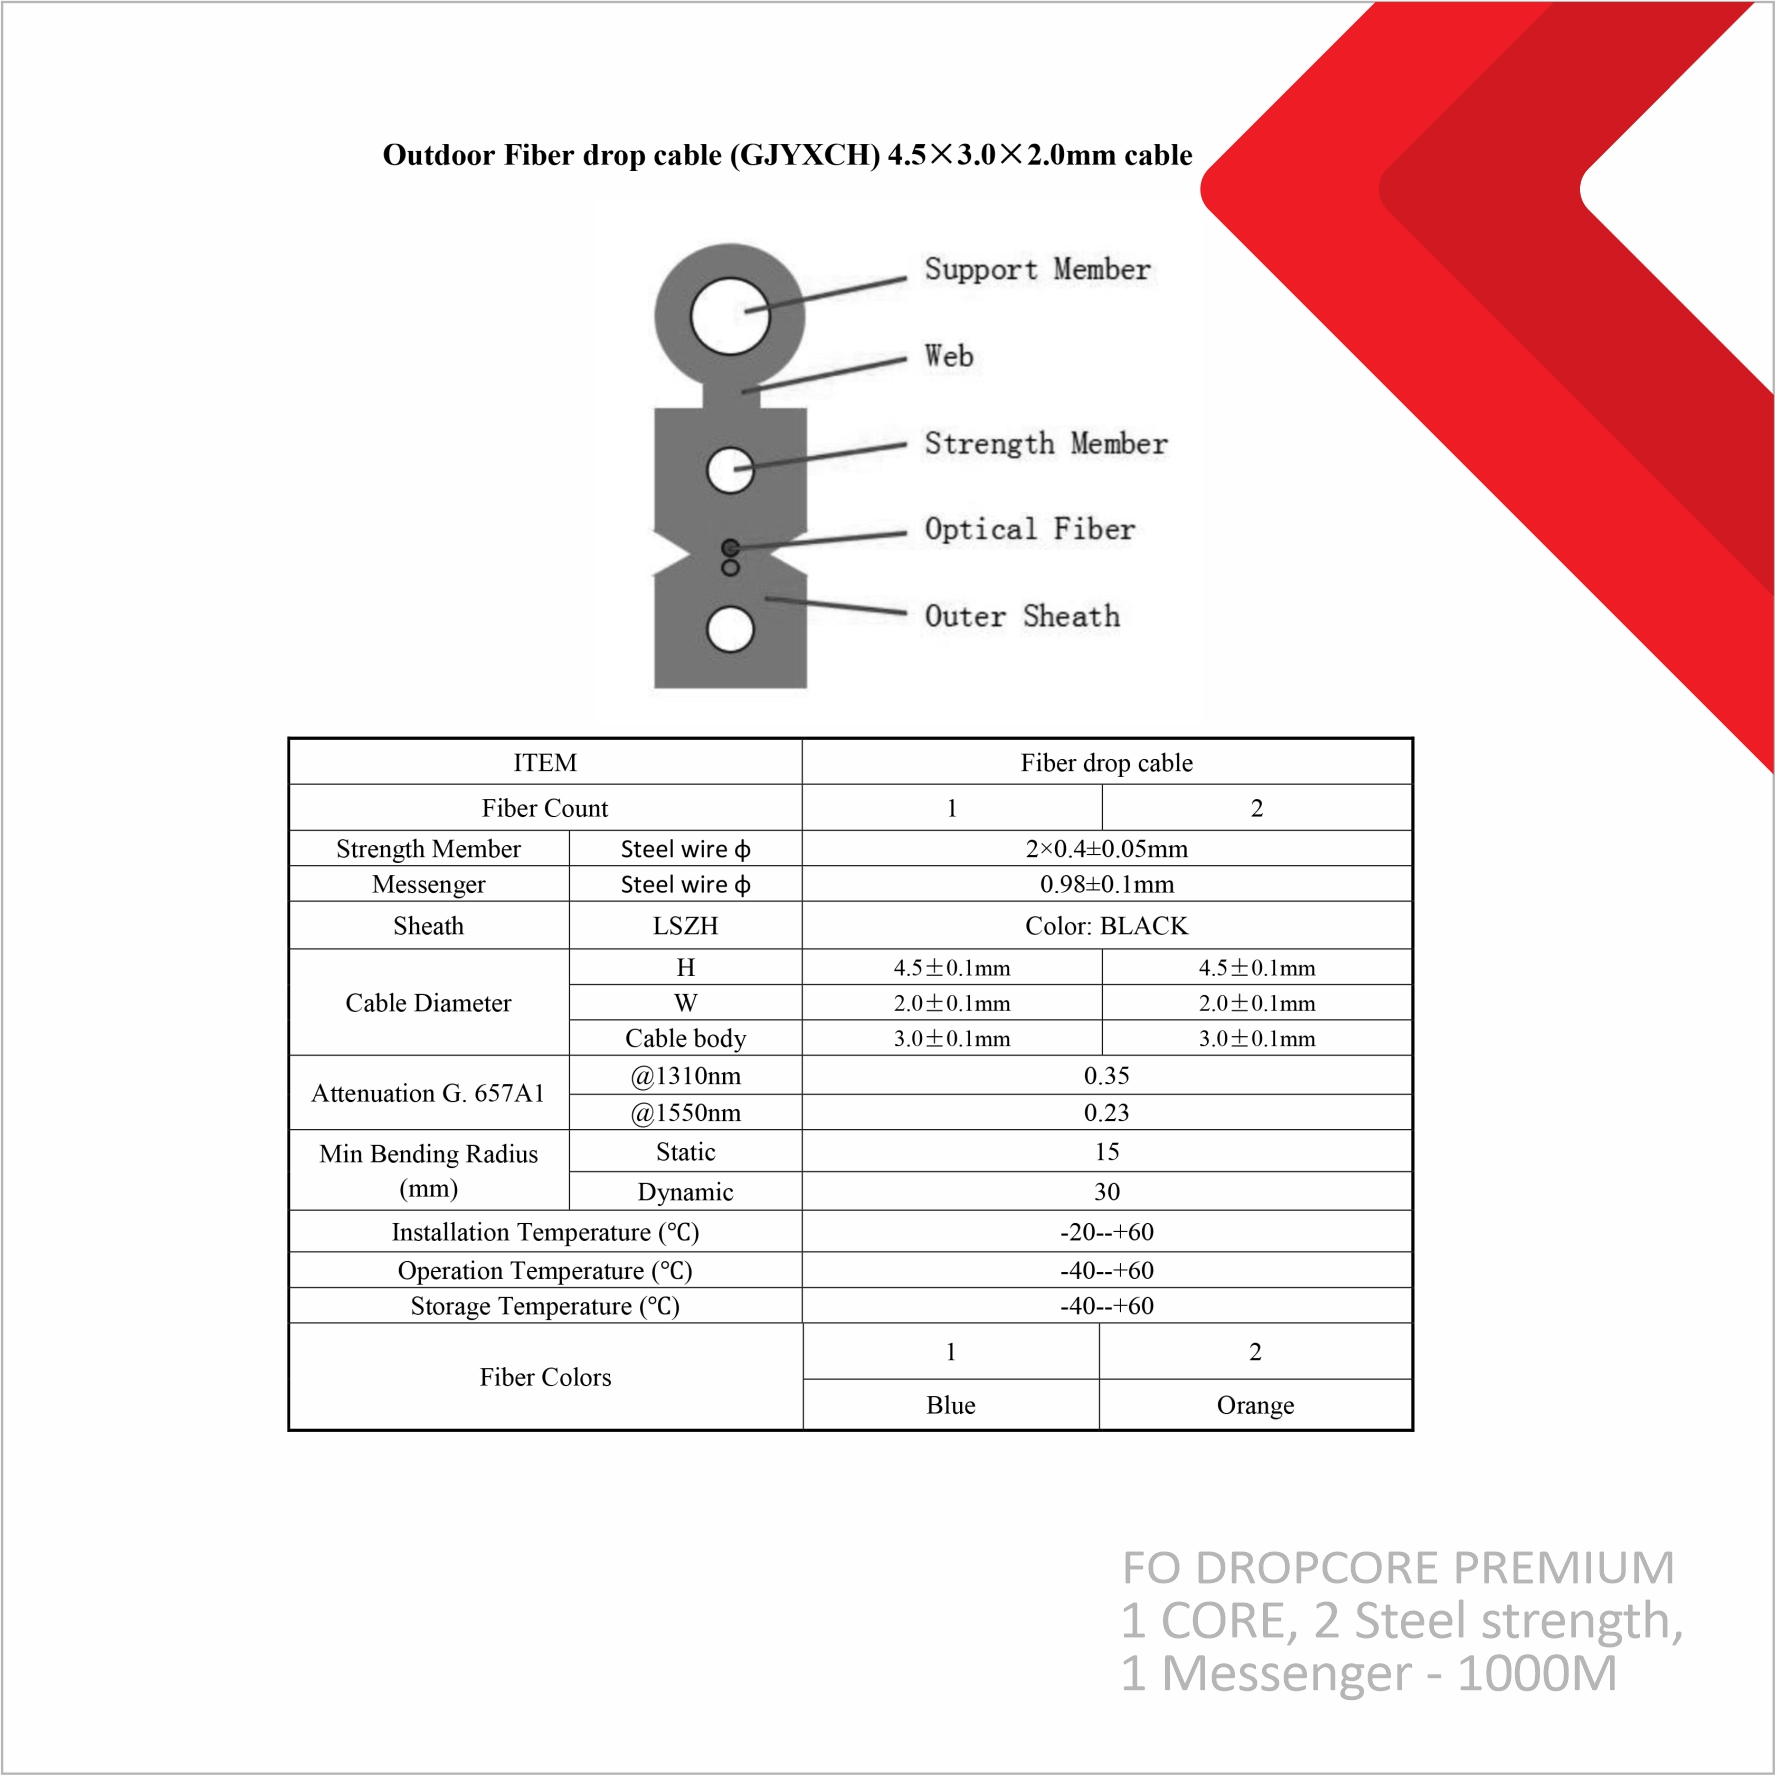 Outdoor Fiber drop cable (GJYXCH) 4.5×3.0×2.0mm cable
Support Member
Web
Strength Member
Optical Fiber
Outer Sheath
ITEM Fiber drop cable
Fiber Count 1 2
Strength Member Steel wire φ 2×0.4±0.05mm
Messenger Steel wire φ 0.98±0.1mm
Sheath LSZH Color: BLACK
Cable Diameter H 4.5±0.1mm 4.5±0.1mm
W 2.0±0.1mm 2.0±0.1mm
Cable body 3.0±0.1mm 3.0±0.1mm
Attenuation G. 657A1 @1310nm 0.35
@1550nm 0.23
Min Bending Radius (mm) Static 15
Dynamic 30
Installation Temperature (℃) -20--+60
Operation Temperature (℃) -40--+60
Storage Temperature (℃) -40--+60
Fiber Colors 1 2
Blue Orange
FO DROPCORE PREMIUM
1 CORE, 2 Steel strength,
1 Messenger - 1000M